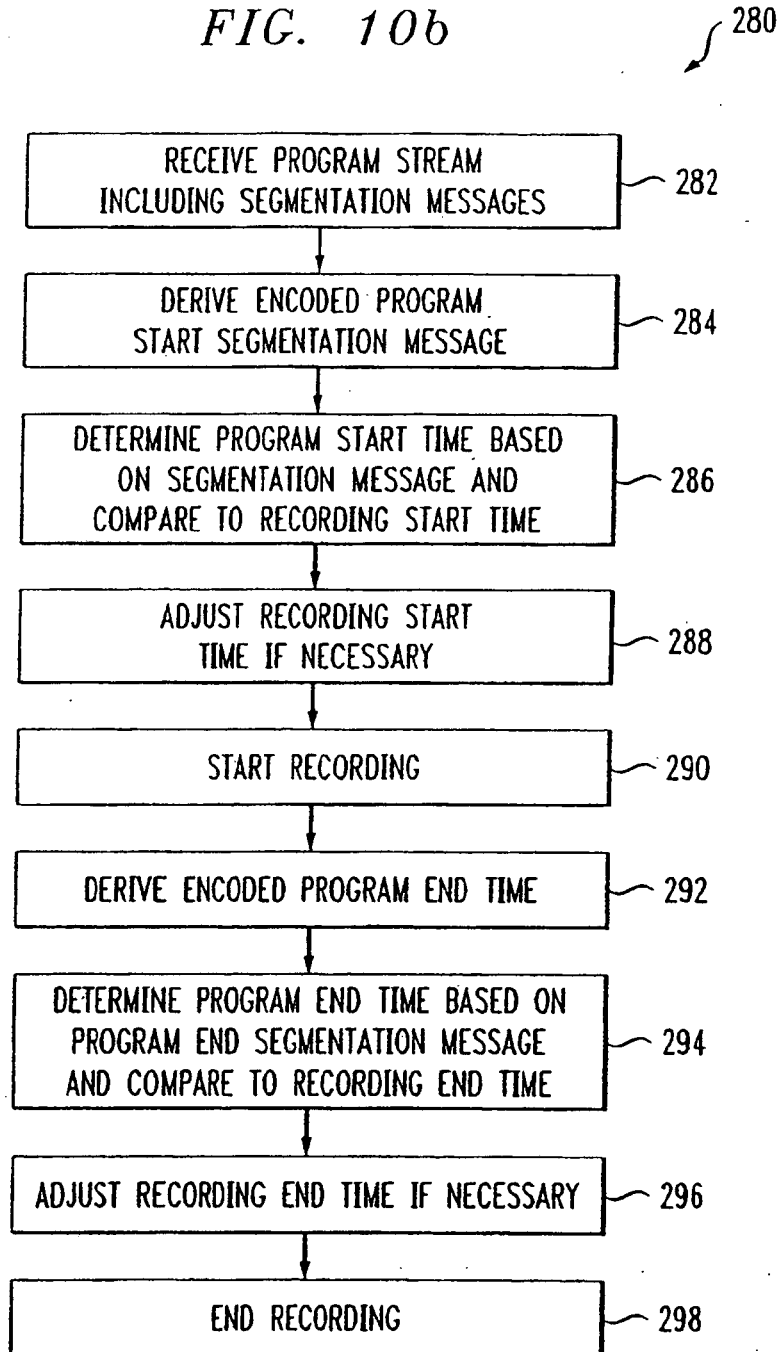 FIG. 10b
280
RECEIVE PROGRAM STREAM
INCLUDING SEGMENTATION MESSAGES
282
DERIVE ENCODED PROGRAM
START SEGMENTATION MESSAGE
284
DETERMINE PROGRAM START TIME BASED
ON SEGMENTATION MESSAGE AND
COMPARE TO RECORDING START TIME
286
ADJUST RECORDING START
TIME IF NECESSARY
288
START RECORDING
290
DERIVE ENCODED PROGRAM END TIME
292
DETERMINE PROGRAM END TIME BASED ON
PROGRAM END SEGMENTATION MESSAGE
AND COMPARE TO RECORDING END TIME
294
ADJUST RECORDING END TIME IF NECESSARY
296
END RECORDING
298